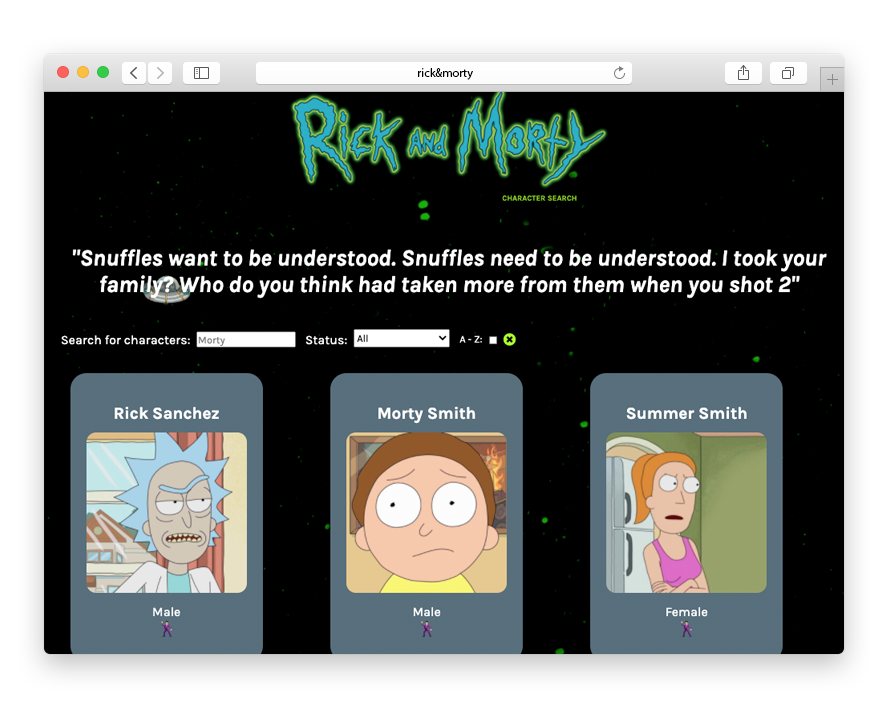 rick&morty
Rick and Morty
CHARACTER SEARCH
"Snuffles want to be understood. Snuffles need to be understood. I took your
family? Who do you think had taken more from them when you shot 2"
Search for characters: Morty Status: All A - Z:
Rick Sanchez Morty Smith Summer Smith
Male Male Female